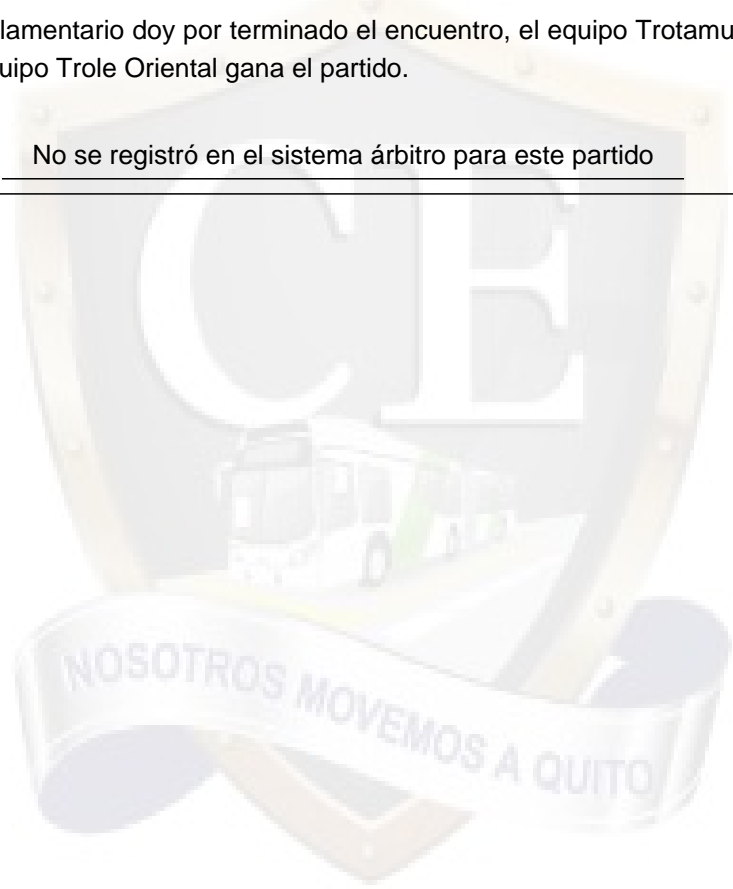 lamentario doy por terminado el encuentro, el equipo Trotamu
uipo Trole Oriental gana el partido.
No se registró en el sistema árbitro para este partido
CE
NOSOTROS MOVEMOS A QUITO